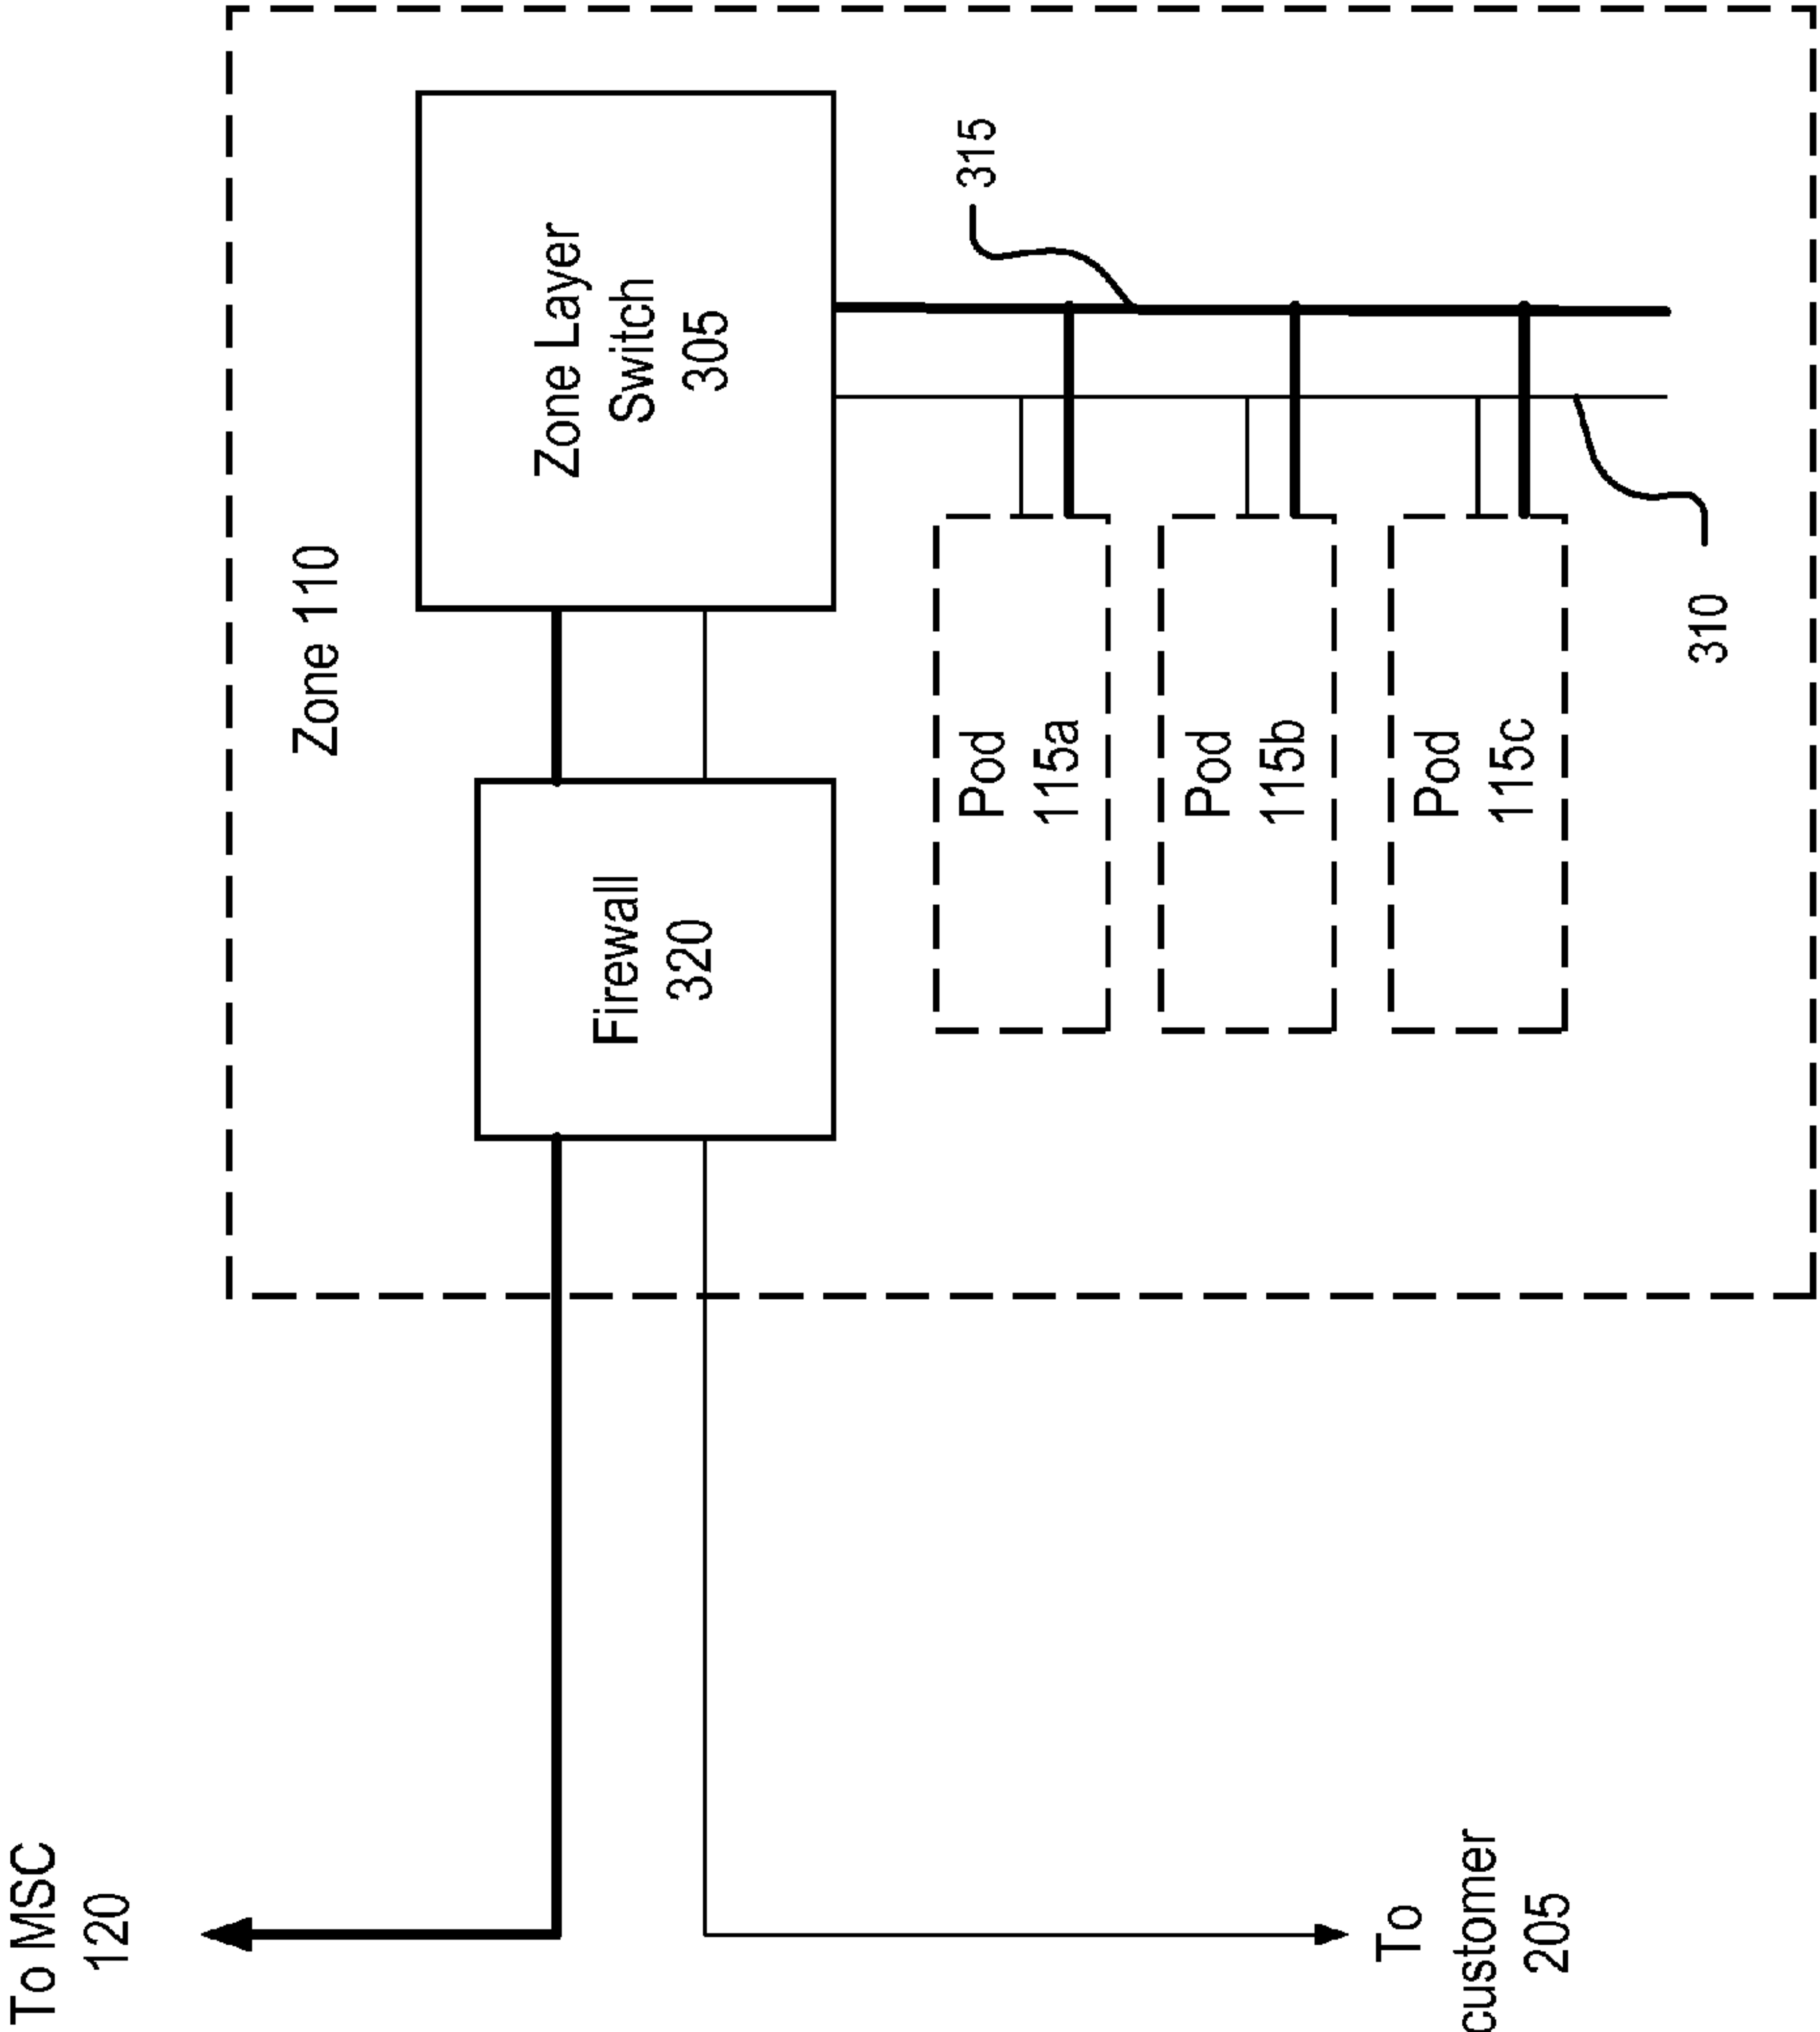 To MSC
120
Zone 110
Firewall
320
Zone Layer
Switch
305
315
Pod
115a
Pod
115b
Pod
115c
310
To
customer
205